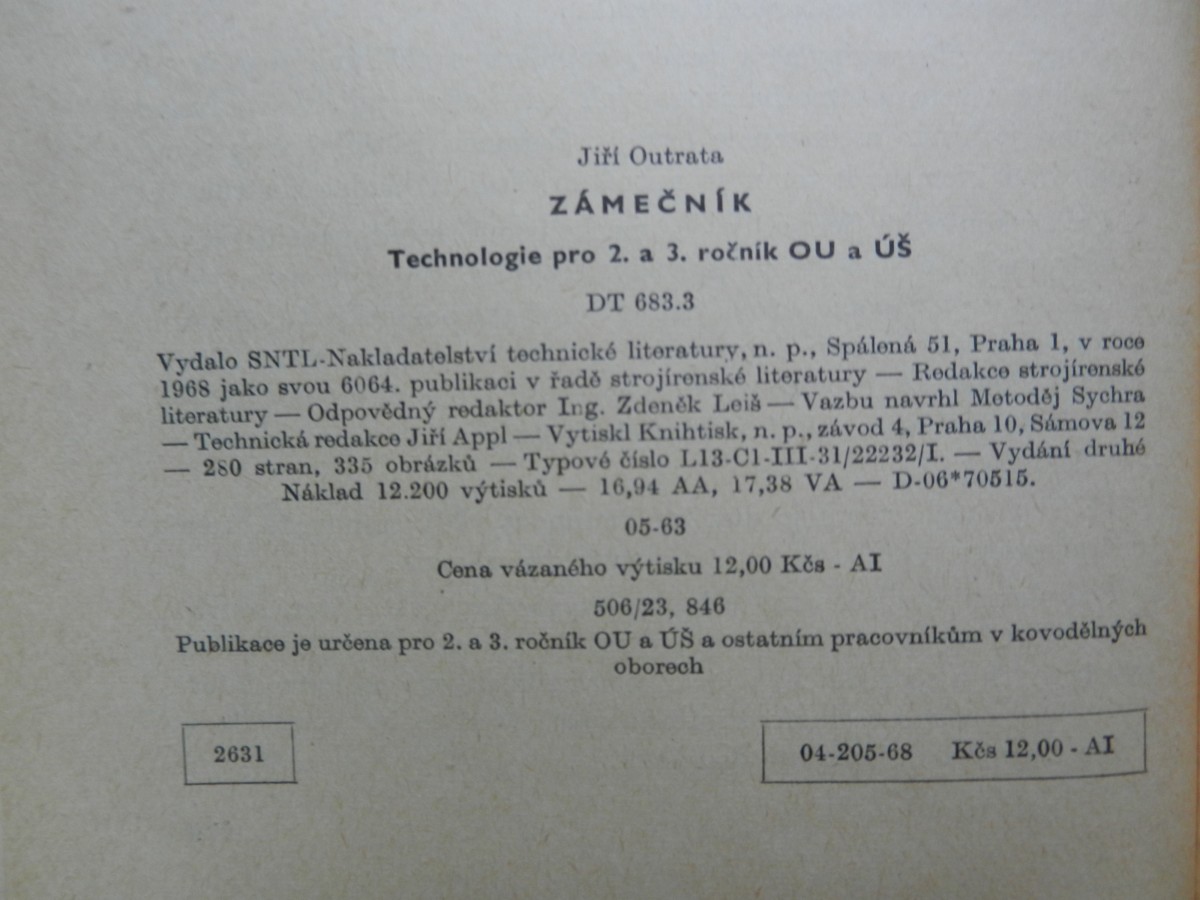 Jiří Outrata
ZÁMEČNÍK
Technologie pro 2. a 3. ročník OU a ÚŠ
DT 683.3
Vydalo SNTL-Nakladatelství technické literatury, n. p., Spálená 51, Praha 1, v roce
1968 jako svou 6064. publikaci v řadě strojírenské literatury — Redakce strojírenské
literatury — Odpovědný redaktor Ing. Zdeněk Leiš — Vazbu navrhl Metoděj Sychra
— Technická redakce Jiří Appl — Vytiskl Knihtisk, n. p., závod 4, Praha 10, Sámova 12
— 280 stran, 335 obrázků — Typové číslo L13-C1-III-31/22232/I. — Vydání druhé
Náklad 12.200 výtisků — 16,94 AA, 17,38 VA — D-06*70515.
05-63
Cena vázaného výtisku 12,00 Kčs - AI
506/23, 846
Publikace je určena pro 2. a 3. ročník OU a ÚŠ a ostatním pracovníkům v kovodělných
oborech
2631
04-205-68 Kčs 12,00 - AI